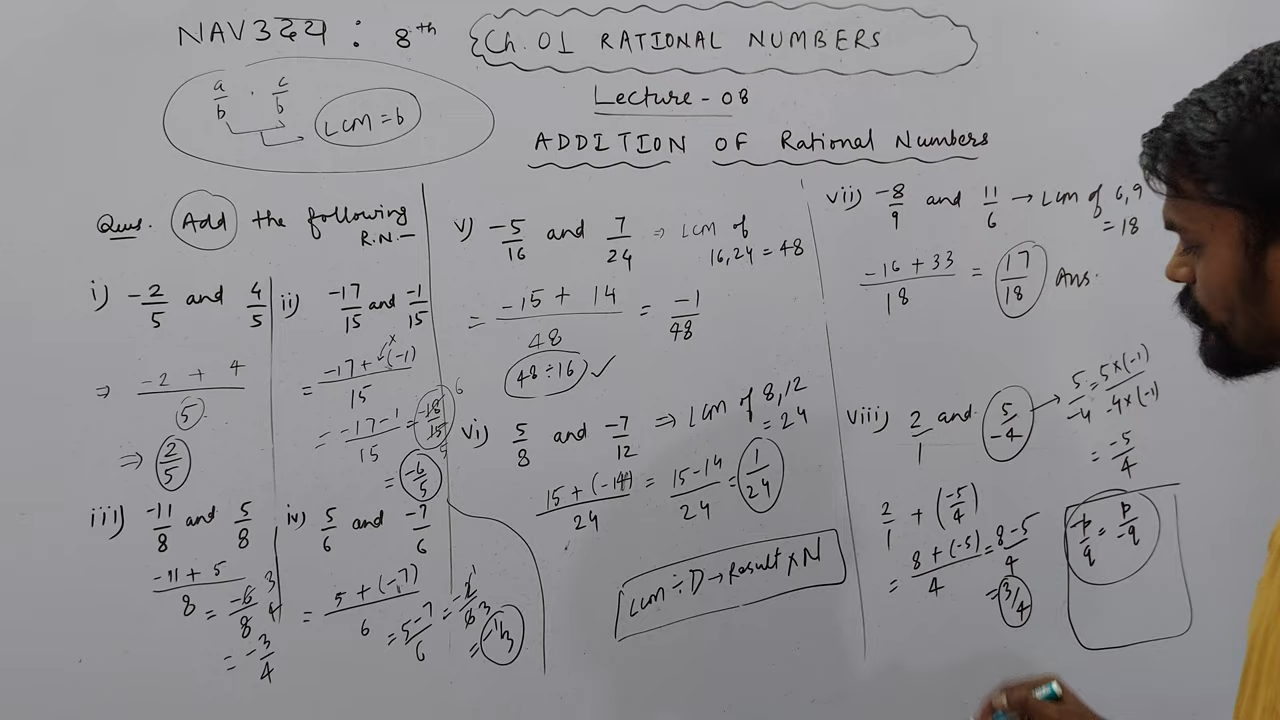 NAV3ជ੨੧ : 8th
Ch. 01 RATIONAL NUMBERS
Lecture - 08
ADDITION OF Rational Numbers
a/b . c/b
LCM = b
Ques. Add the following
R.N. —
i) -2/5 and 4/5
⇒ -2 + 4 / 5
⇒ 2/5
ii) -17/15 and -1/15
= -17 + (-1) / 15
= -17-1 / 15 = -18/15
= -6/5
iii) -11/8 and 5/8
-11 + 5 / 8 = -6/8
= -3/4
iv) 5/6 and -7/6
= 5 + (-7) / 6
= 5-7 / 6 = -2/6
= -1/3
v) -5/16 and 7/24 ⇒ LCM of
16, 24 = 48
= -15 + 14 / 48 = -1/48
48 ÷ 16 ✓
vi) 5/8 and -7/12 ⇒ LCM of 8, 12
= 24
15 + (-14) / 24 = 15-14 / 24 = 1/24
LCM ÷ D → Result × N
vii) -8/9 and 11/6 → LCM of 6, 9
= 18
-16 + 33 / 18 = 17/18 Ans.
viii) 2/1 and 5/-4 → 5/-4 = 5×(-1) / -4×(-1)
= -5/4
2/1 + (-5/4)
= 8 + (-5) / 4 = 8-5 / 4
= 3/4
-p/q = p/-q